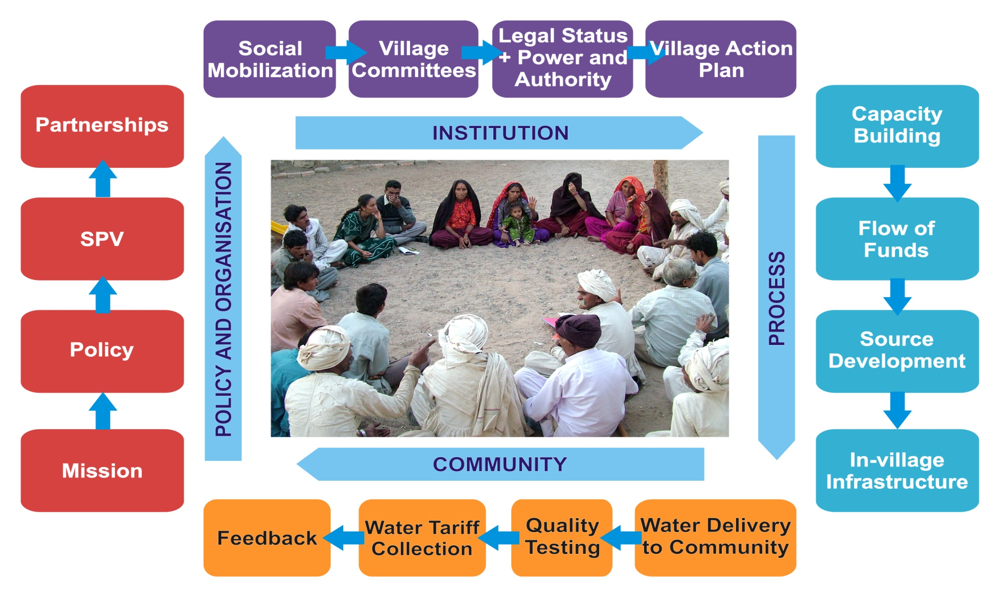 Social
Mobilization
Village
Committees
Legal Status
+ Power and
Authority
Village Action
Plan
Partnerships
SPV
Policy
Mission
POLICY AND ORGANISATION
INSTITUTION
PROCESS
COMMUNITY
Capacity
Building
Flow of
Funds
Source
Development
In-village
Infrastructure
Feedback
Water Tariff
Collection
Quality
Testing
Water Delivery
to Community